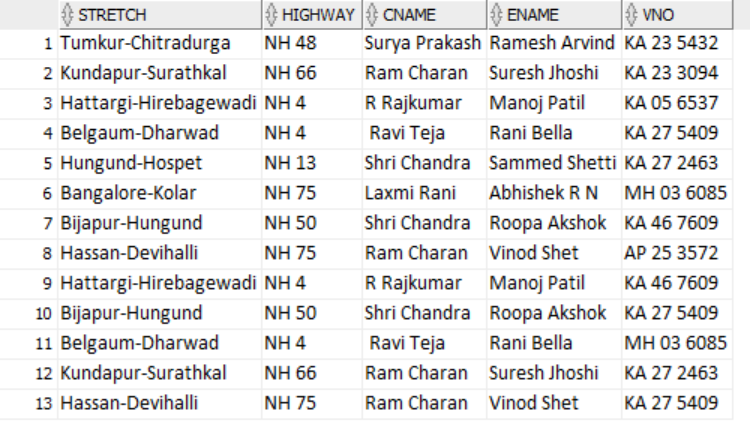 STRETCH HIGHWAY CNAME ENAME VNO
1 Tumkur-Chitradurga NH 48 Surya Prakash Ramesh Arvind KA 23 5432
2 Kundapur-Surathkal NH 66 Ram Charan Suresh Jhoshi KA 23 3094
3 Hattargi-Hirebagewadi NH 4 R Rajkumar Manoj Patil KA 05 6537
4 Belgaum-Dharwad NH 4 Ravi Teja Rani Bella KA 27 5409
5 Hungund-Hospet NH 13 Shri Chandra Sammed Shetti KA 27 2463
6 Bangalore-Kolar NH 75 Laxmi Rani Abhishek R N MH 03 6085
7 Bijapur-Hungund NH 50 Shri Chandra Roopa Akshok KA 46 7609
8 Hassan-Devihalli NH 75 Ram Charan Vinod Shet AP 25 3572
9 Hattargi-Hirebagewadi NH 4 R Rajkumar Manoj Patil KA 46 7609
10 Bijapur-Hungund NH 50 Shri Chandra Roopa Akshok KA 27 5409
11 Belgaum-Dharwad NH 4 Ravi Teja Rani Bella MH 03 6085
12 Kundapur-Surathkal NH 66 Ram Charan Suresh Jhoshi KA 27 2463
13 Hassan-Devihalli NH 75 Ram Charan Vinod Shet KA 27 5409